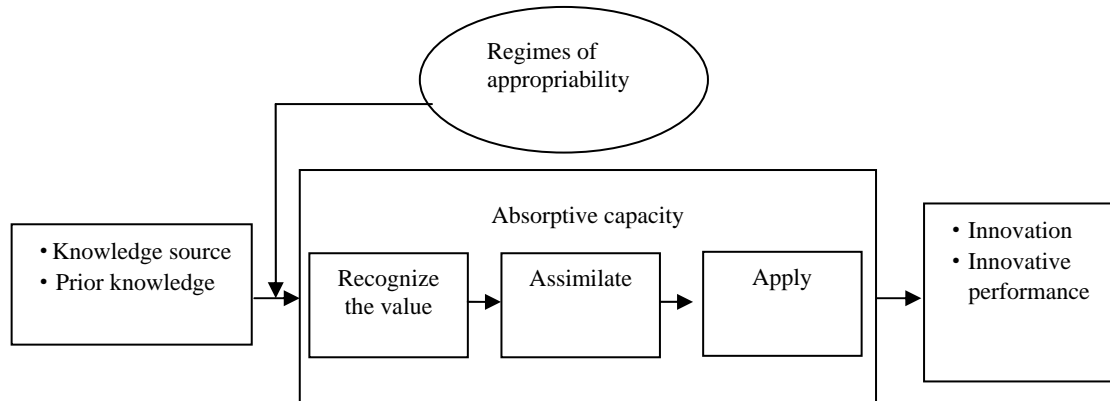 Regimes of
appropriability
Absorptive capacity
• Knowledge source
• Prior knowledge
Recognize
the value
Assimilate
Apply
• Innovation
• Innovative
performance